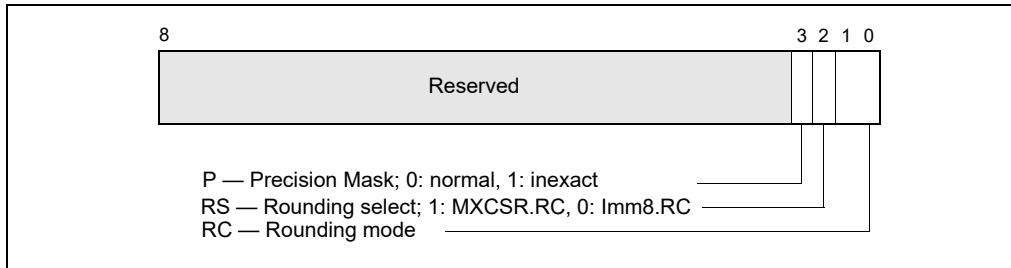 8 3 2 1 0
Reserved
P — Precision Mask; 0: normal, 1: inexact
RS — Rounding select; 1: MXCSR.RC, 0: Imm8.RC
RC — Rounding mode